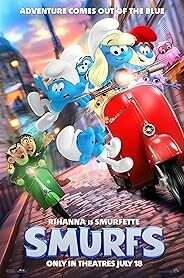 ADVENTURE COMES OUT OF THE BLUE
RIHANNA IS SMURFETTE
SMURFS
ONLY IN THEATRES JULY 18